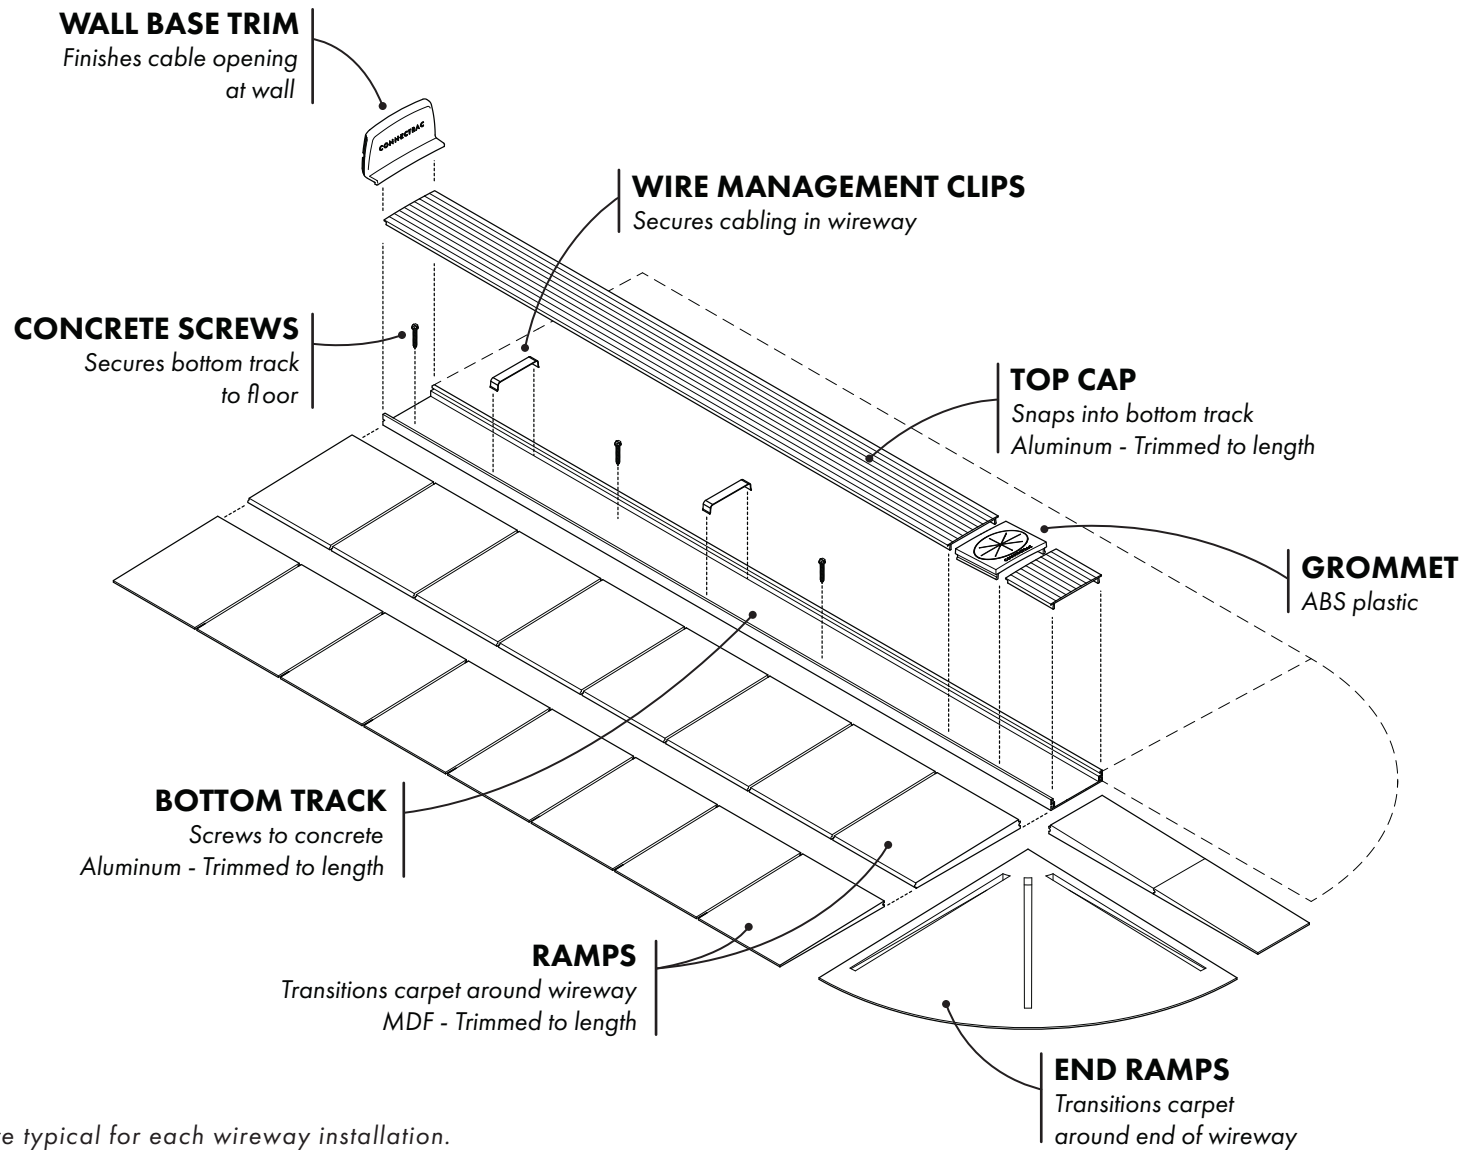 WALL BASE TRIM
Finishes cable opening
at wall
CONNECTRAC
WIRE MANAGEMENT CLIPS
Secures cabling in wireway
CONCRETE SCREWS
Secures bottom track
to floor
TOP CAP
Snaps into bottom track
Aluminum - Trimmed to length
GROMMET
ABS plastic
BOTTOM TRACK
Screws to concrete
Aluminum - Trimmed to length
RAMPS
Transitions carpet around wireway
MDF - Trimmed to length
END RAMPS
Transitions carpet
around end of wireway
typical for each wireway installation.